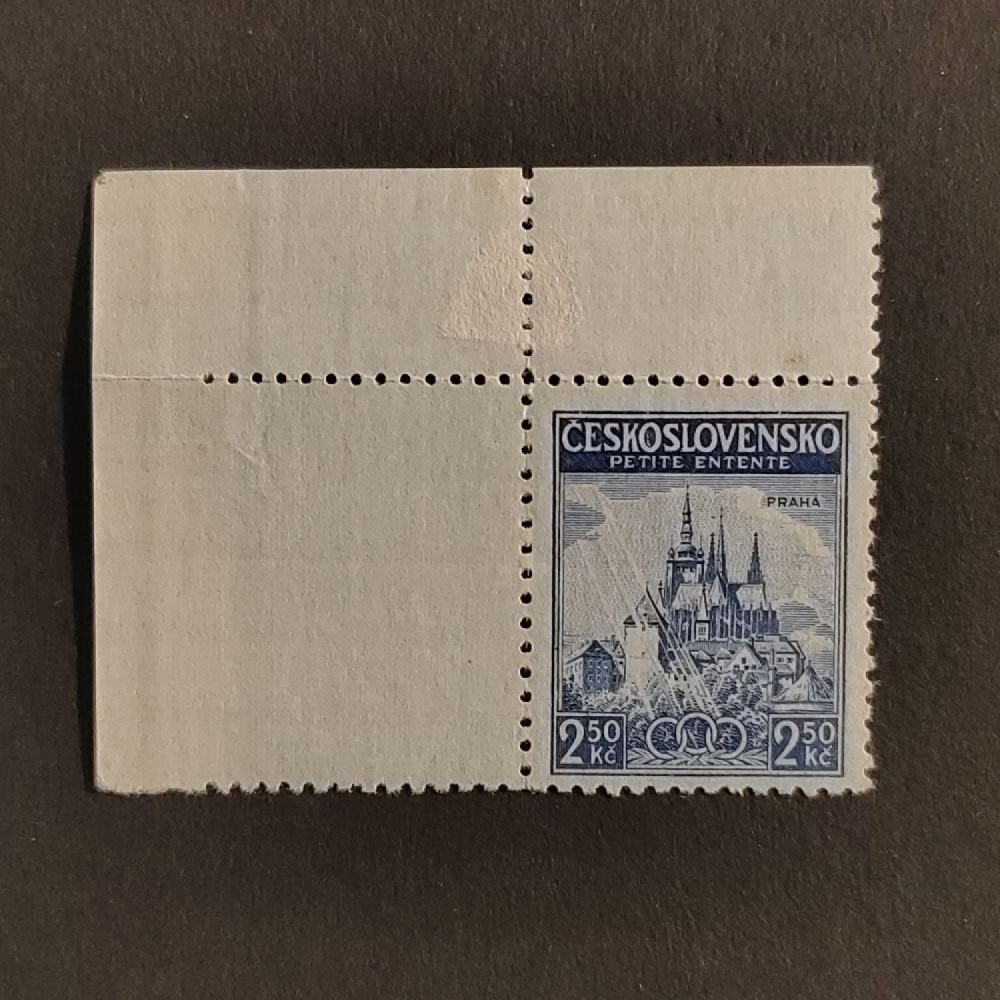 ČESKOSLOVENSKO
PETITE ENTENTE
PRAHA
2 50 Kč
2 50 Kč